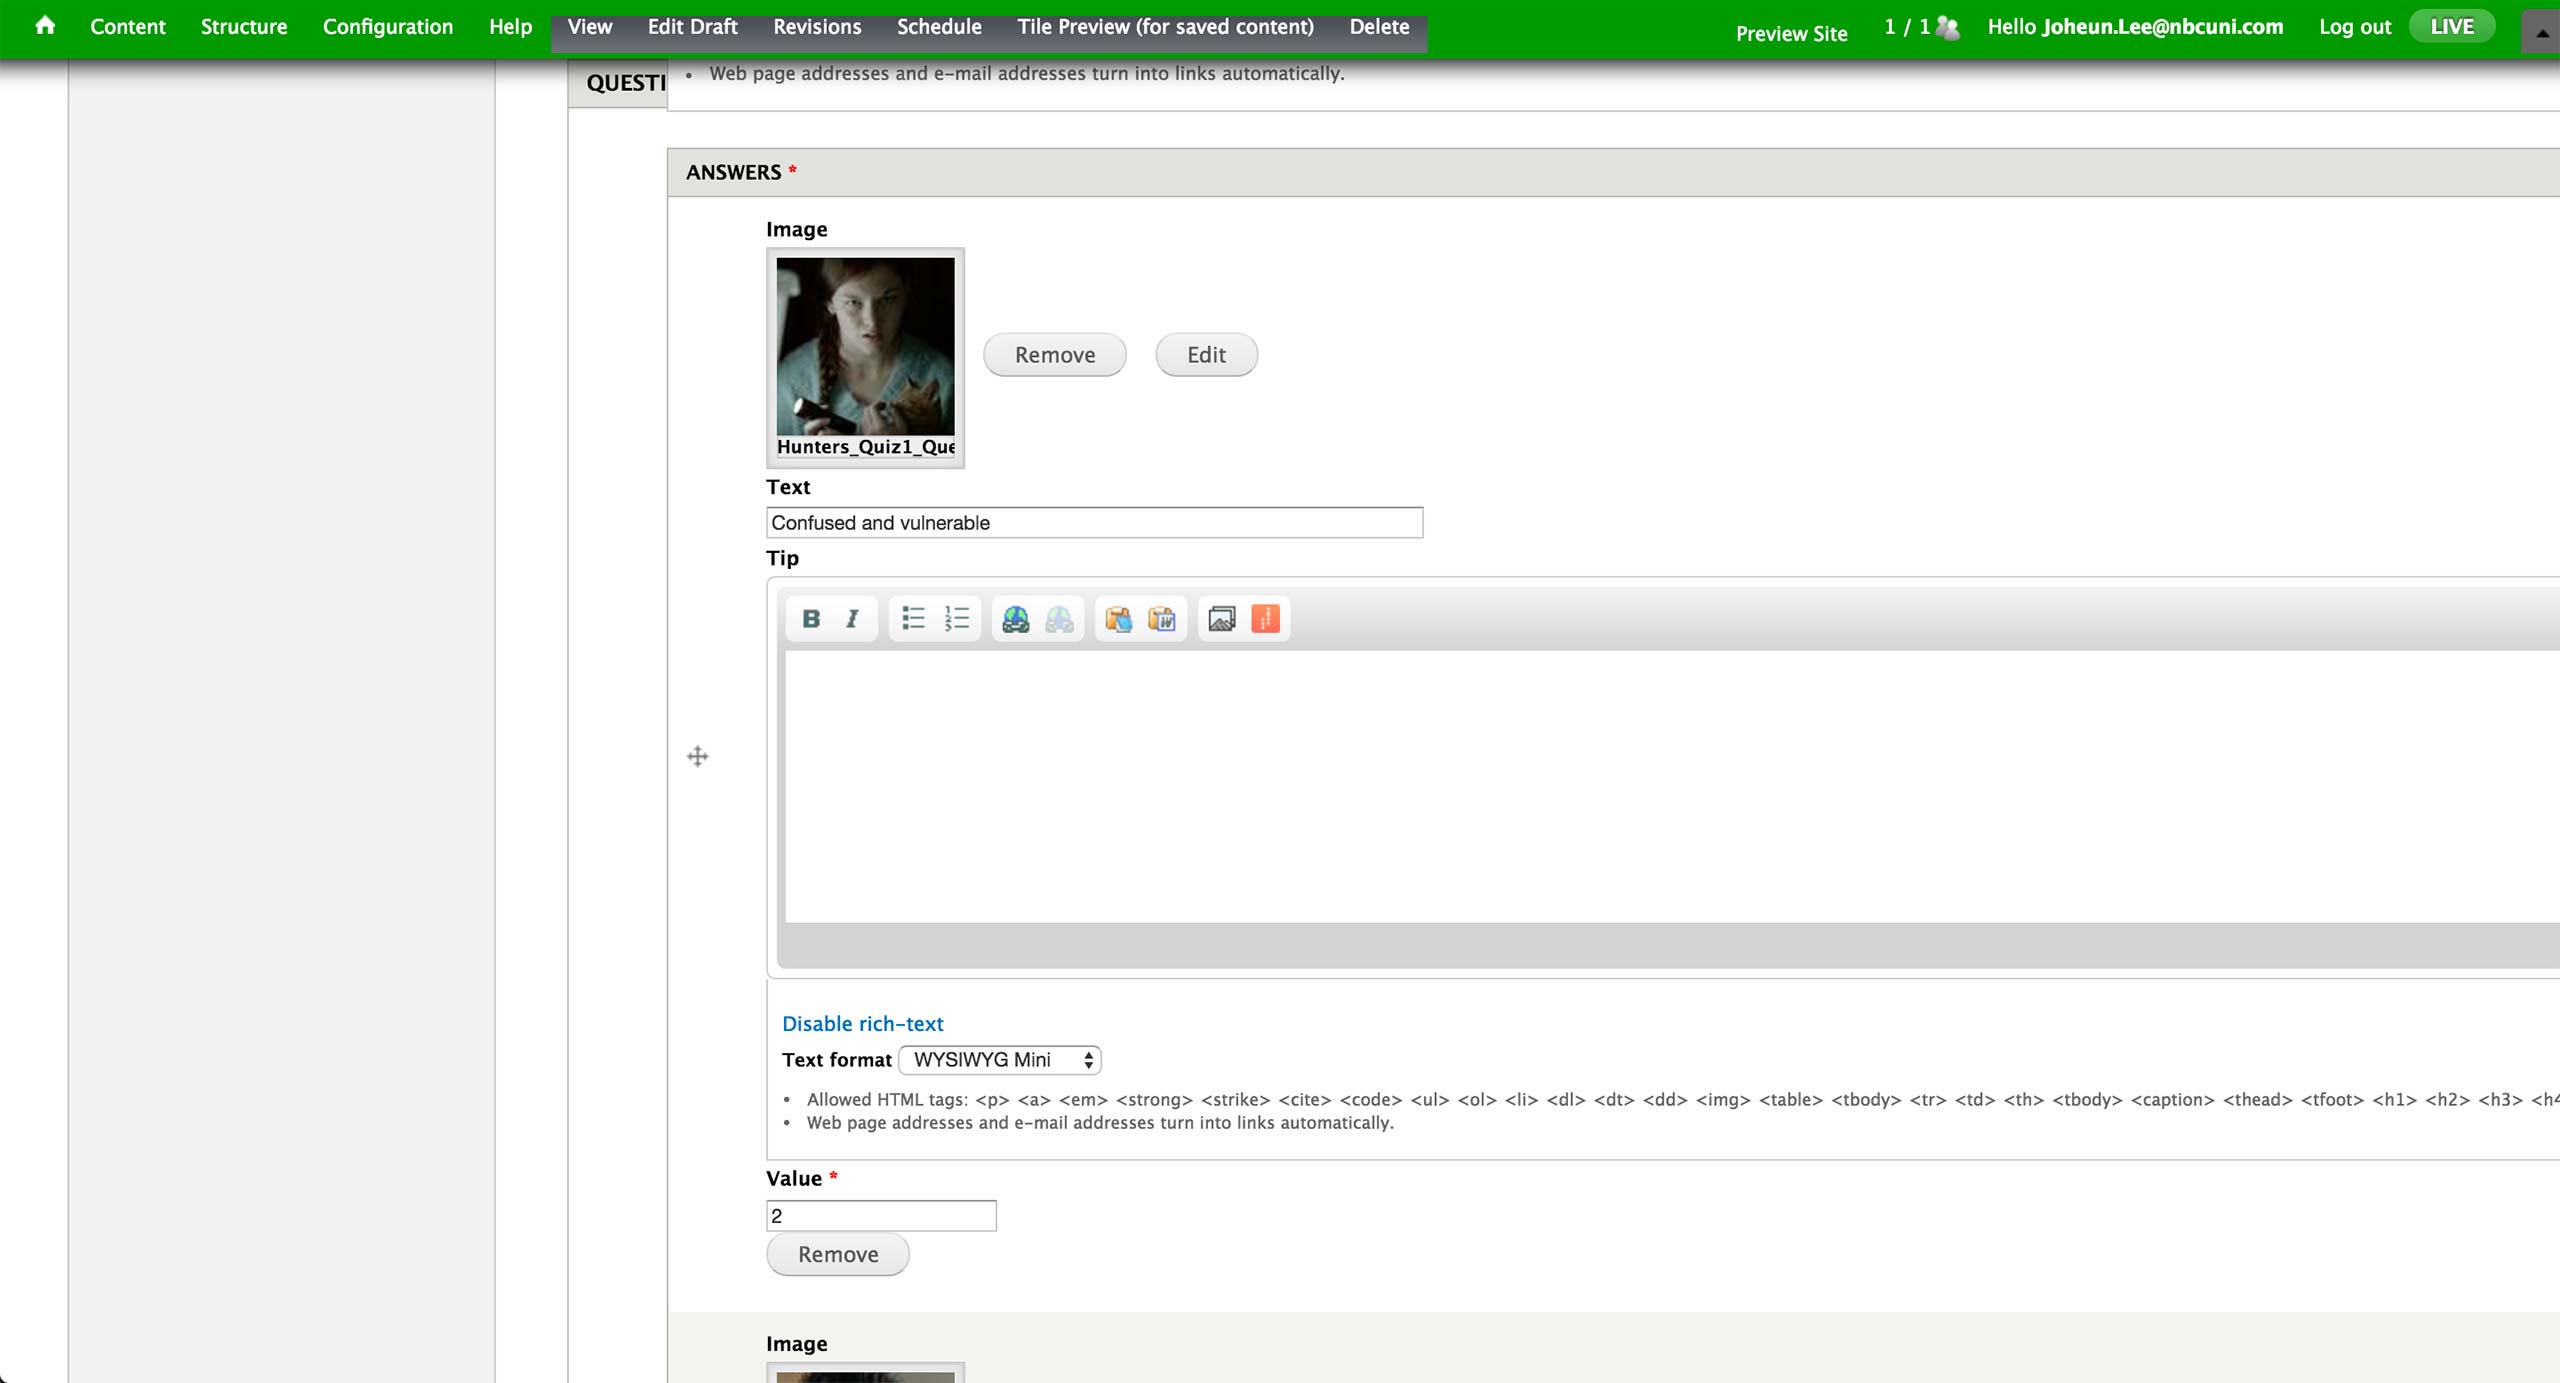 Content Structure Configuration Help View Edit Draft Revisions Schedule Tile Preview (for saved content) Delete Preview Site 1 / 1 Hello Joheun.Lee@nbcuni.com Log out LIVE
QUESTI
• Web page addresses and e-mail addresses turn into links automatically.
ANSWERS *
Image
Remove Edit
Hunters_Quiz1_Que
Text
Confused and vulnerable
Tip
B I
Disable rich-text
Text format WYSIWYG Mini
• Allowed HTML tags: <p> <a> <em> <strong> <strike> <cite> <code> <ul> <ol> <li> <dl> <dt> <dd> <img> <table> <tbody> <tr> <td> <th> <tbody> <caption> <thead> <tfoot> <h1> <h2> <h3> <h4
• Web page addresses and e-mail addresses turn into links automatically.
Value *
2
Remove
Image